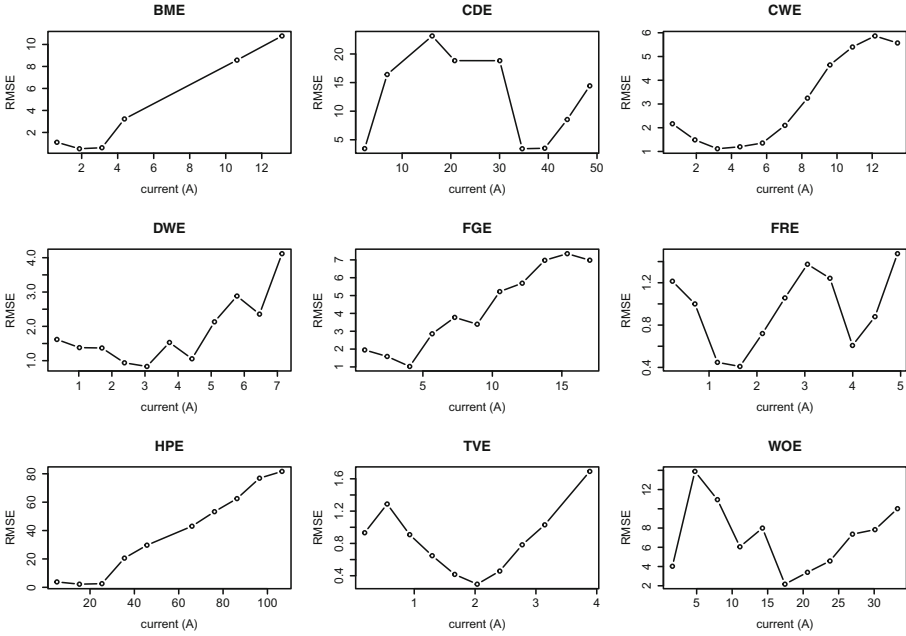 BME
RMSE
2 4 6 8 10
2 4 6 8 10 12
current (A)
CDE
RMSE
5 10 15 20
10 20 30 40 50
current (A)
CWE
RMSE
1 2 3 4 5 6
2 4 6 8 10 12
current (A)
DWE
RMSE
1.0 2.0 3.0 4.0
1 2 3 4 5 6 7
current (A)
FGE
RMSE
1 2 3 4 5 6 7
5 10 15
current (A)
FRE
RMSE
0.4 0.8 1.2
1 2 3 4 5
current (A)
HPE
RMSE
0 20 40 60 80
20 40 60 80 100
current (A)
TVE
RMSE
0.4 0.8 1.2 1.6
1 2 3 4
current (A)
WOE
RMSE
2 4 6 8 12
5 10 15 20 25 30
current (A)